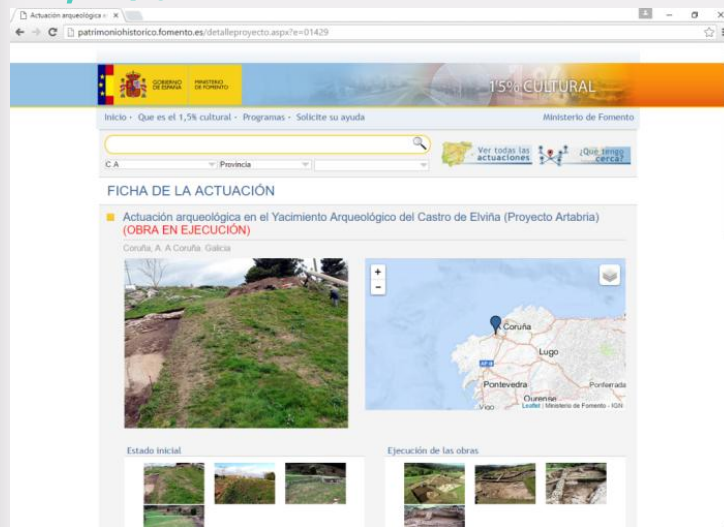 Actuación arqueológica e
patrimoniohistorico.fomento.es/detalleproyecto.aspx?e=01429
GOBIERNO DE ESPAÑA
MINISTERIO DE FOMENTO
1'5% CULTURAL
Inicio · Que es el 1,5% cultural · Programas · Solicite su ayuda
Ministerio de Fomento
Ver todas las actuaciones
¿Que tengo cerca?
C.A
Provincia
FICHA DE LA ACTUACIÓN
Actuación arqueológica en el Yacimiento Arqueológico del Castro de Elviña (Proyecto Artabria)
(OBRA EN EJECUCIÓN)
Coruña, A. A Coruña. Galicia
+
-
A Coruña
Lugo
Pontevedra
Ponferrada
Ourense
Vigo
Leaflet | Ministerio de Fomento - IGN
Estado inicial
Ejecución de las obras